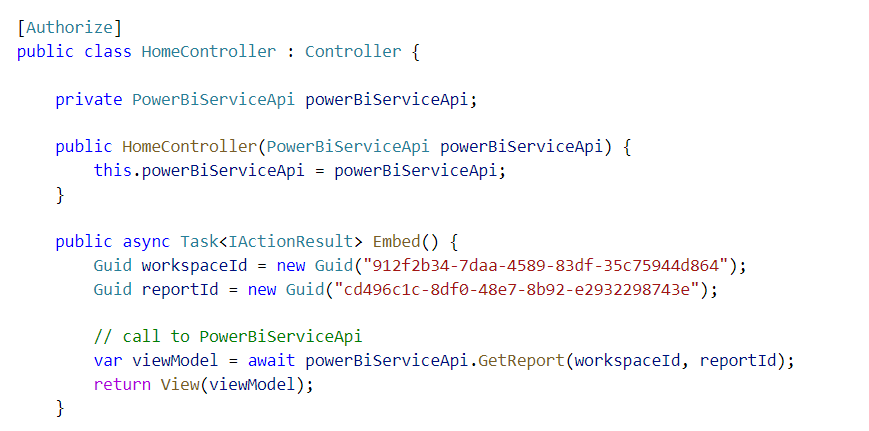 [Authorize]
public class HomeController : Controller {
private PowerBiServiceApi powerBiServiceApi;
public HomeController(PowerBiServiceApi powerBiServiceApi) {
this.powerBiServiceApi = powerBiServiceApi;
}
public async Task<IActionResult> Embed() {
Guid workspaceId = new Guid("912f2b34-7daa-4589-83df-35c75944d864");
Guid reportId = new Guid("cd496c1c-8df0-48e7-8b92-e2932298743e");
// call to PowerBiServiceApi
var viewModel = await powerBiServiceApi.GetReport(workspaceId, reportId);
return View(viewModel);
}